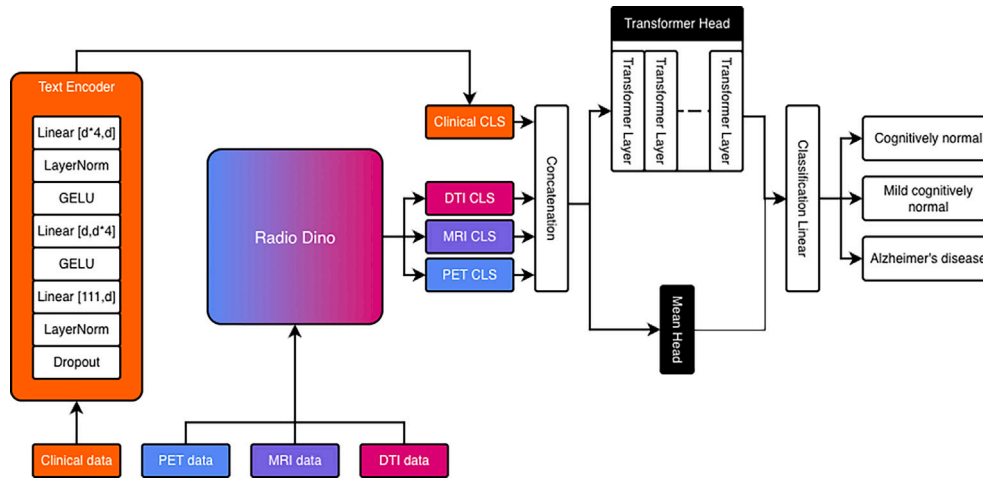 Transformer Head
Transformer Layer
Transformer Layer
Transformer Layer
Text Encoder
Linear [d*4,d]
LayerNorm
GELU
Linear [d,d*4]
GELU
Linear [111,d]
LayerNorm
Dropout
Clinical data
Radio Dino
PET data
MRI data
DTI data
Clinical CLS
DTI CLS
MRI CLS
PET CLS
Concatenation
Mean Head
Classification Linear
Cognitively normal
Mild cognitively
normal
Alzheimer's disease